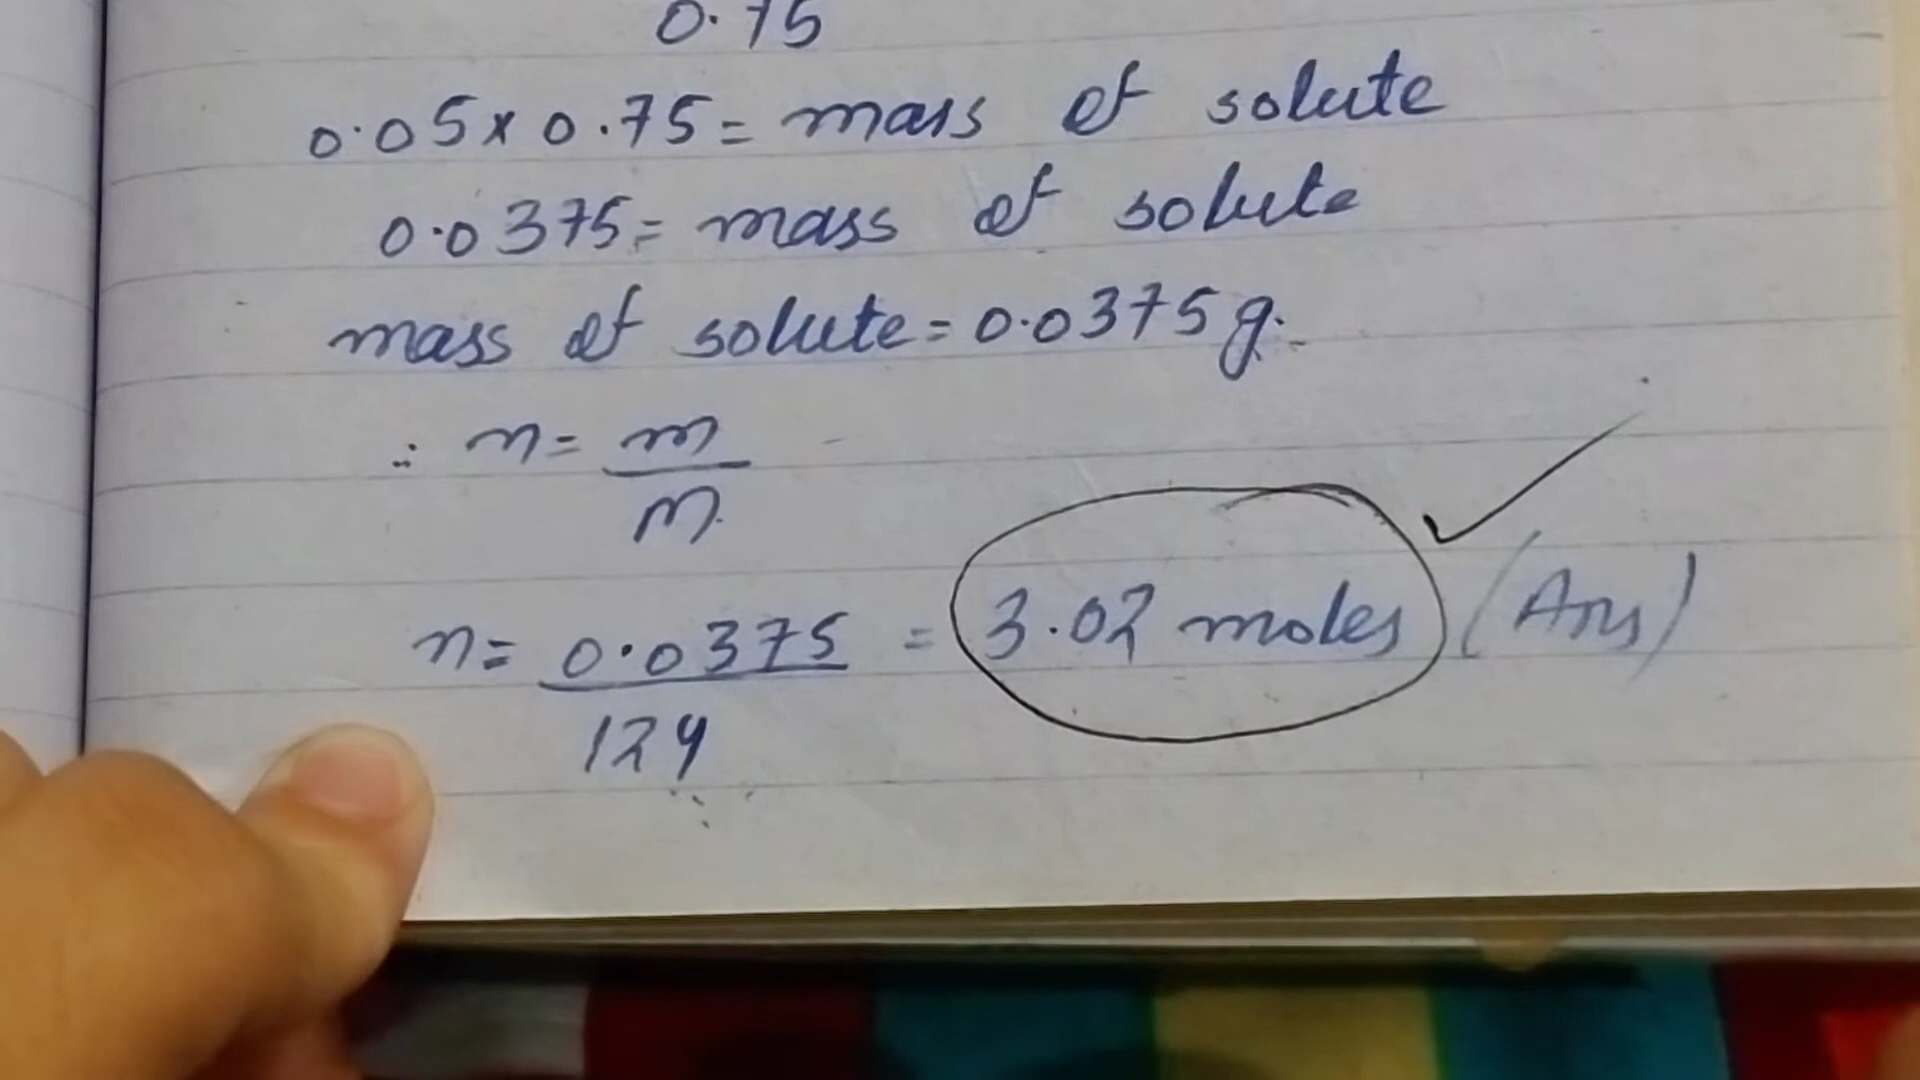 0.75
0.05 x 0.75 = mass of solute
0.0375 = mass of solute
mass of solute = 0.0375g.
∴ n = m
m
n = 0.0375 = 3.02 moles (Ans)
124